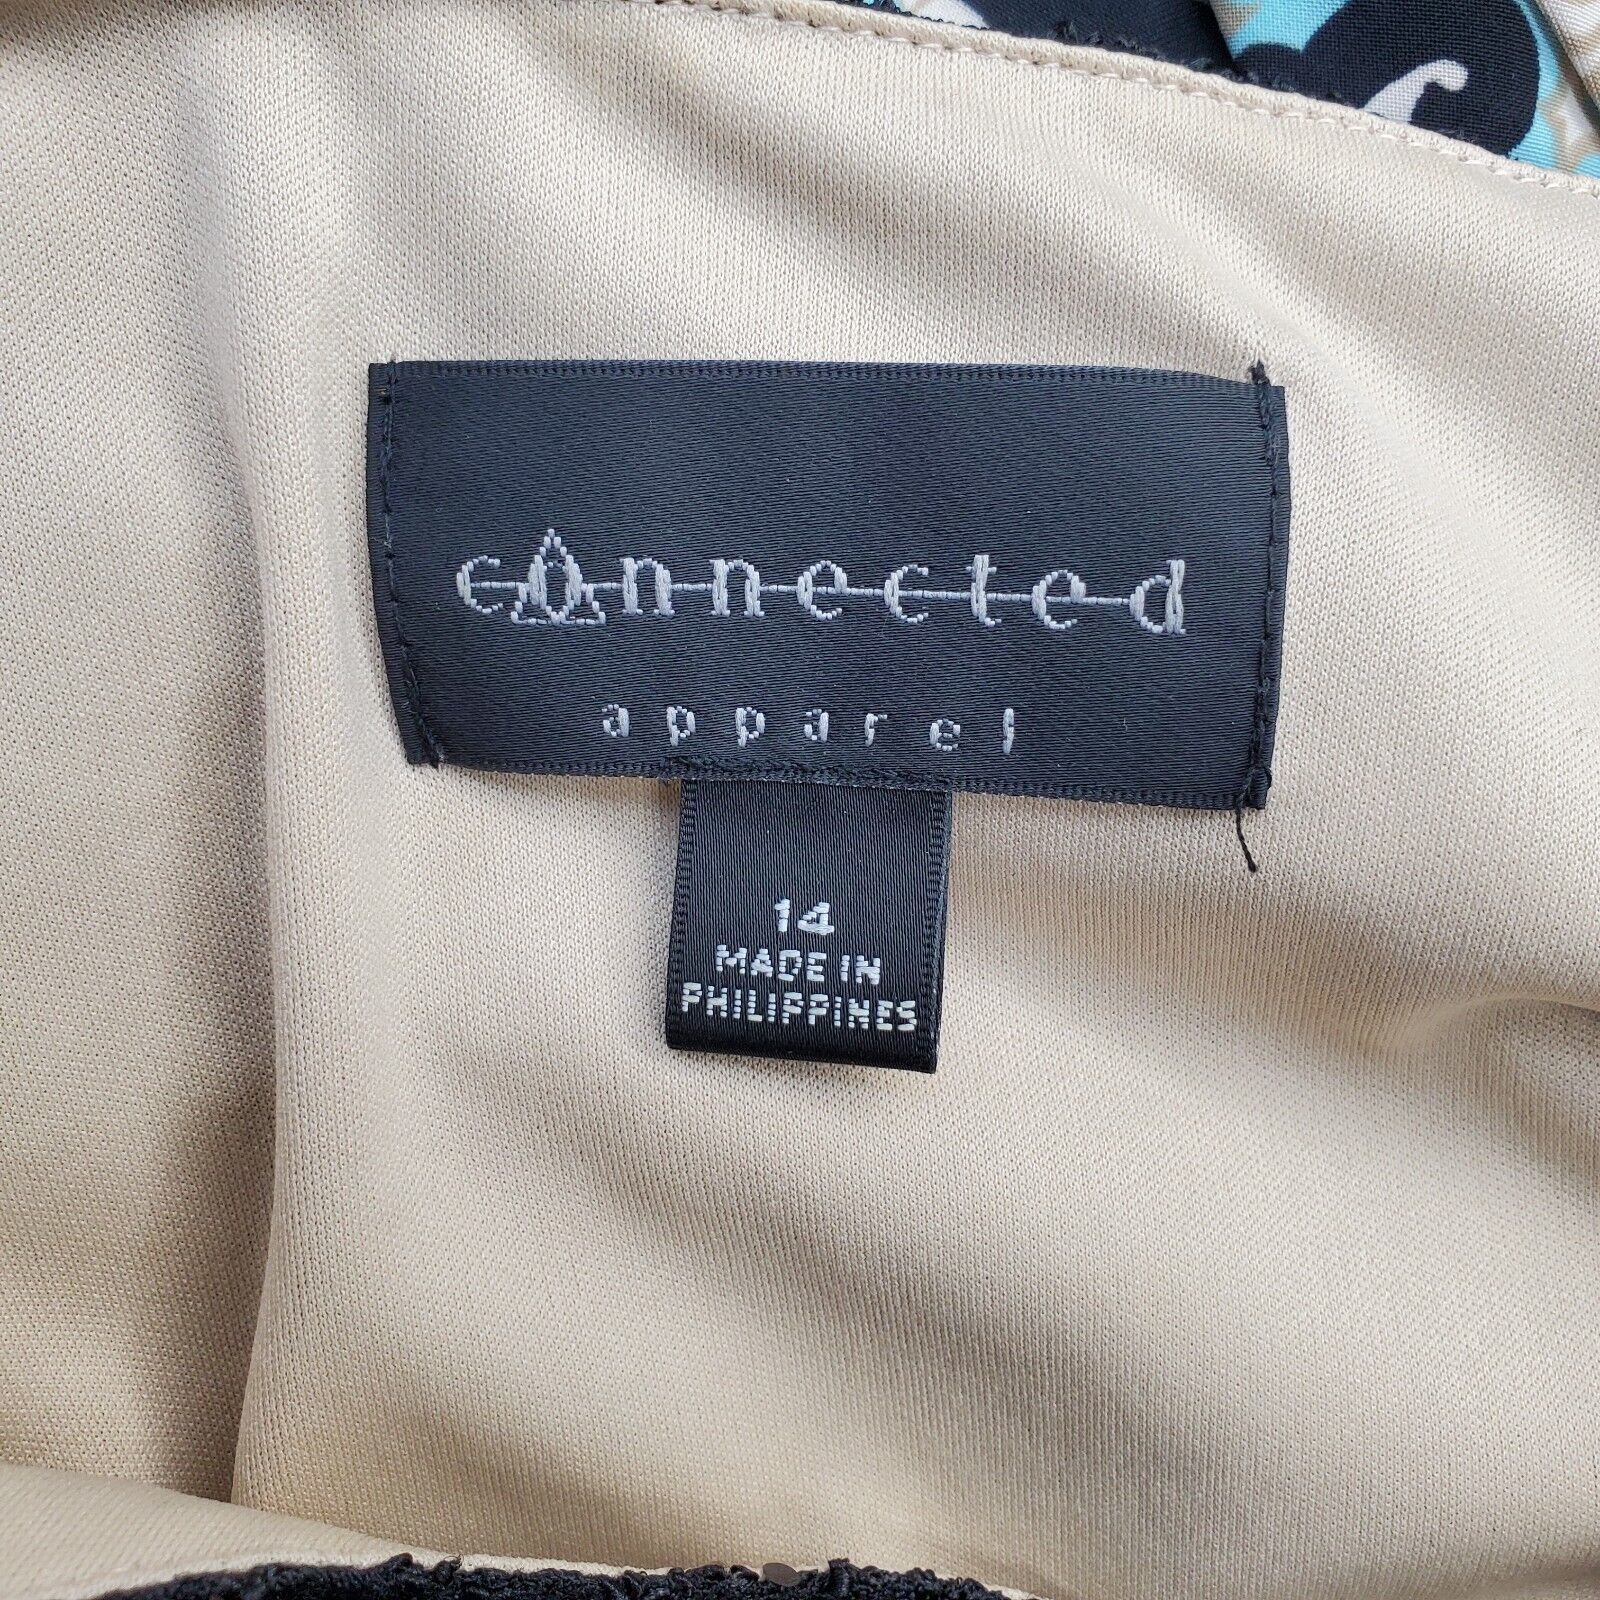 connected
apparel
14
MADE IN
PHILIPPINES